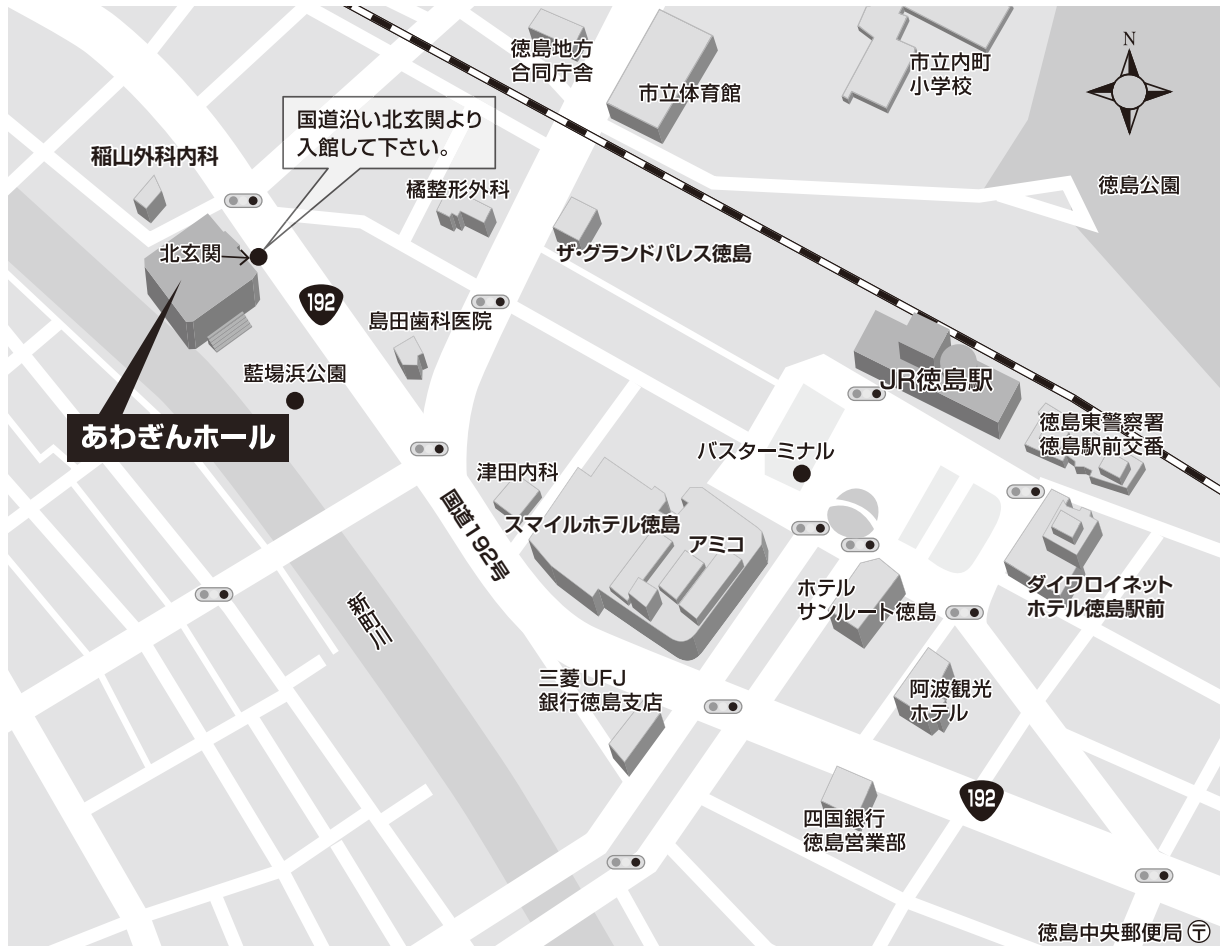 徳島地方
合同庁舎
市立体育館
市立内町
小学校
N
国道沿い北玄関より
入館して下さい。
稲山外科内科
橘整形外科
徳島公園
北玄関
ザ・グランドパレス徳島
192
島田歯科医院
藍場浜公園
JR徳島駅
あわぎんホール
徳島東警察署
徳島駅前交番
バスターミナル
津田内科
国道192号
スマイルホテル徳島
アミコ
ホテル
サンルート徳島
ダイワロイネット
ホテル徳島駅前
新町川
三菱UFJ
銀行徳島支店
阿波観光
ホテル
192
四国銀行
徳島営業部
徳島中央郵便局〒